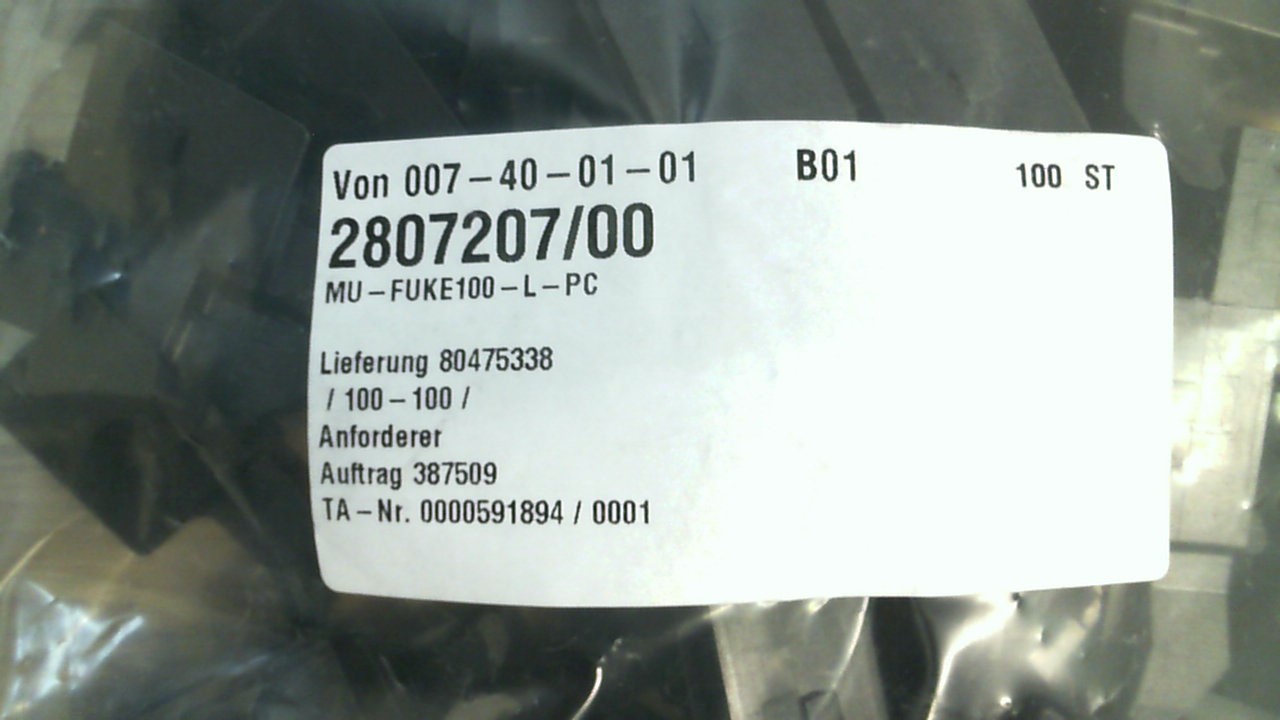 Von 007-40-01-01 B01 100 ST
2807207/00
MU-FUKE100-L-PC
Lieferung 80475338
/ 100-100 /
Anforderer
Auftrag 387509
TA-Nr. 0000591894 / 0001